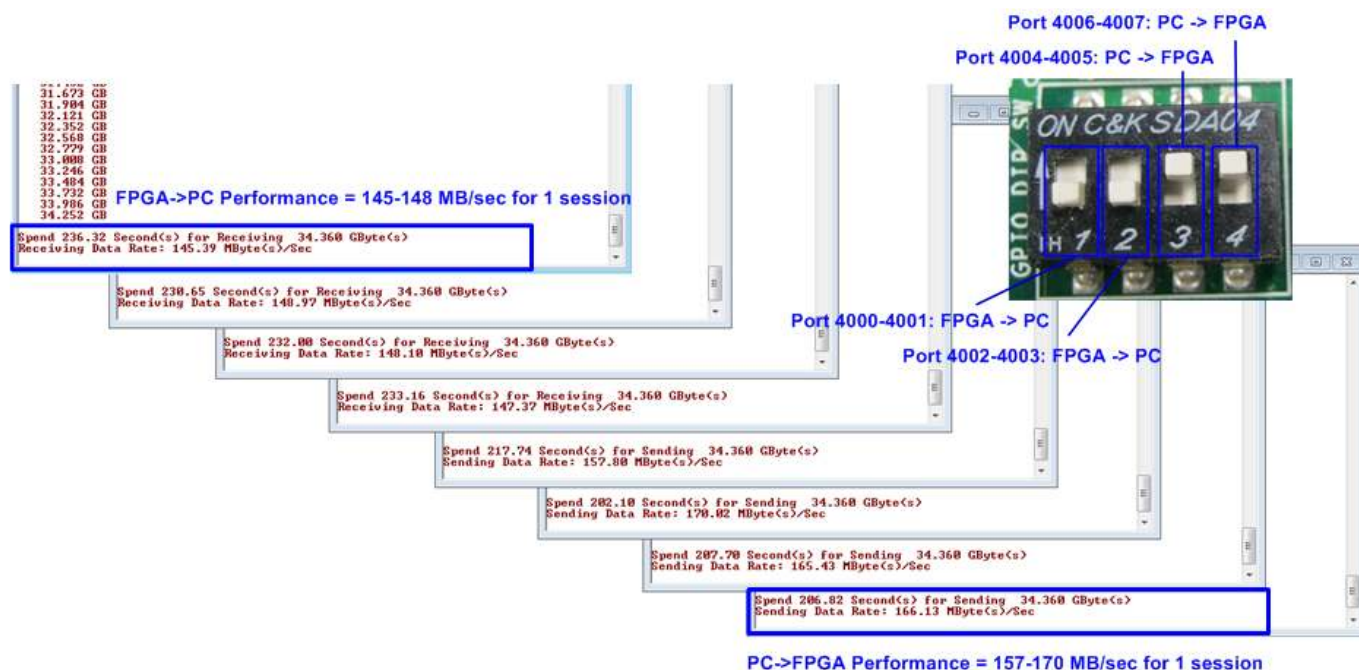 Port 4006-4007: PC -> FPGA
Port 4004-4005: PC -> FPGA
31.673 GB
31.904 GB
32.121 GB
32.352 GB
32.568 GB
32.779 GB
33.008 GB
33.246 GB
33.484 GB
33.732 GB
33.986 GB
34.252 GB
FPGA->PC Performance = 145-148 MB/sec for 1 session
Spend 236.32 Second(s) for Receiving 34.360 GByte(s)
Receiving Data Rate: 145.39 MByte(s)/Sec
Spend 230.65 Second(s) for Receiving 34.360 GByte(s)
Receiving Data Rate: 148.97 MByte(s)/Sec
Spend 232.00 Second(s) for Receiving 34.360 GByte(s)
Receiving Data Rate: 148.10 MByte(s)/Sec
Spend 233.16 Second(s) for Receiving 34.360 GByte(s)
Receiving Data Rate: 147.37 MByte(s)/Sec
Spend 217.74 Second(s) for Sending 34.360 GByte(s)
Sending Data Rate: 157.80 MByte(s)/Sec
Spend 202.10 Second(s) for Sending 34.360 GByte(s)
Sending Data Rate: 170.02 MByte(s)/Sec
Spend 207.70 Second(s) for Sending 34.360 GByte(s)
Sending Data Rate: 165.43 MByte(s)/Sec
Spend 206.82 Second(s) for Sending 34.360 GByte(s)
Sending Data Rate: 166.13 MByte(s)/Sec
PC->FPGA Performance = 157-170 MB/sec for 1 session
GPIO DIP SW
ON C&K SDA04
1 2 3 4
Port 4000-4001: FPGA -> PC
Port 4002-4003: FPGA -> PC